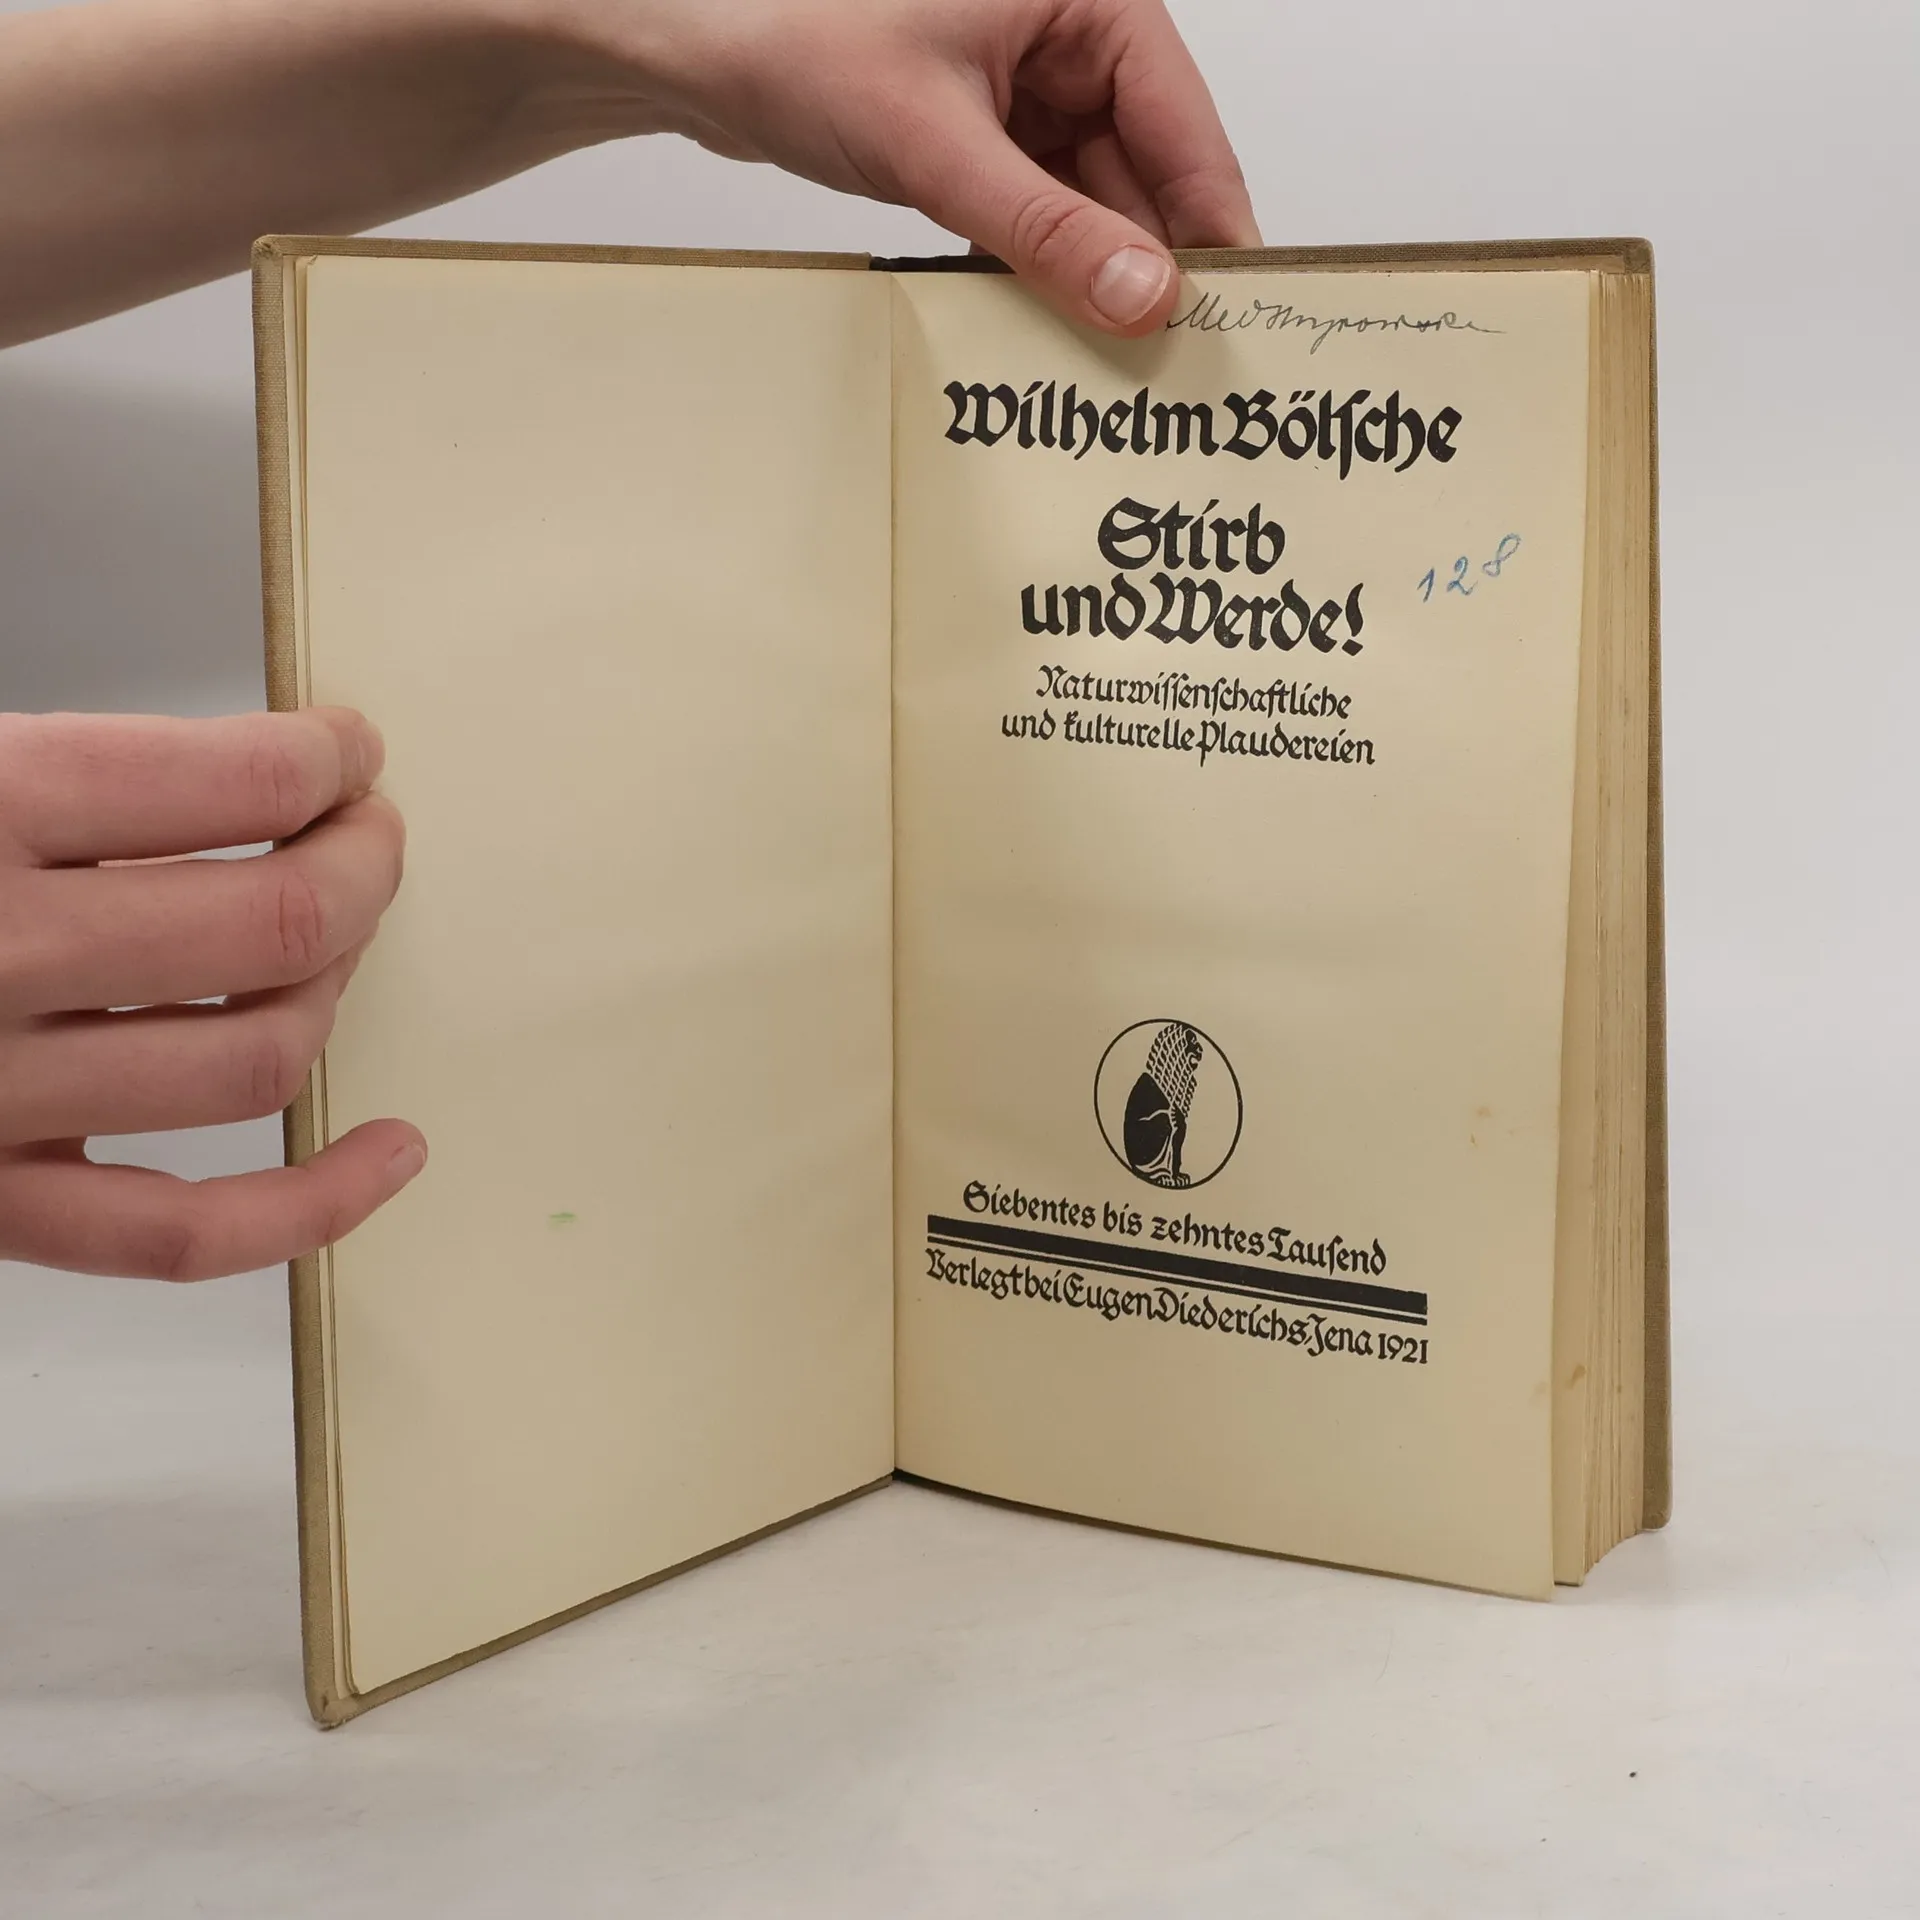 Wilhelm Bölſche
Stirb
und Werde!
128
Naturwiſſenſchaftliche
und kulturelle Plaudereien
Siebentes bis zehntes Tauſend
Verlegt bei Eugen Diederichs, Jena 1921